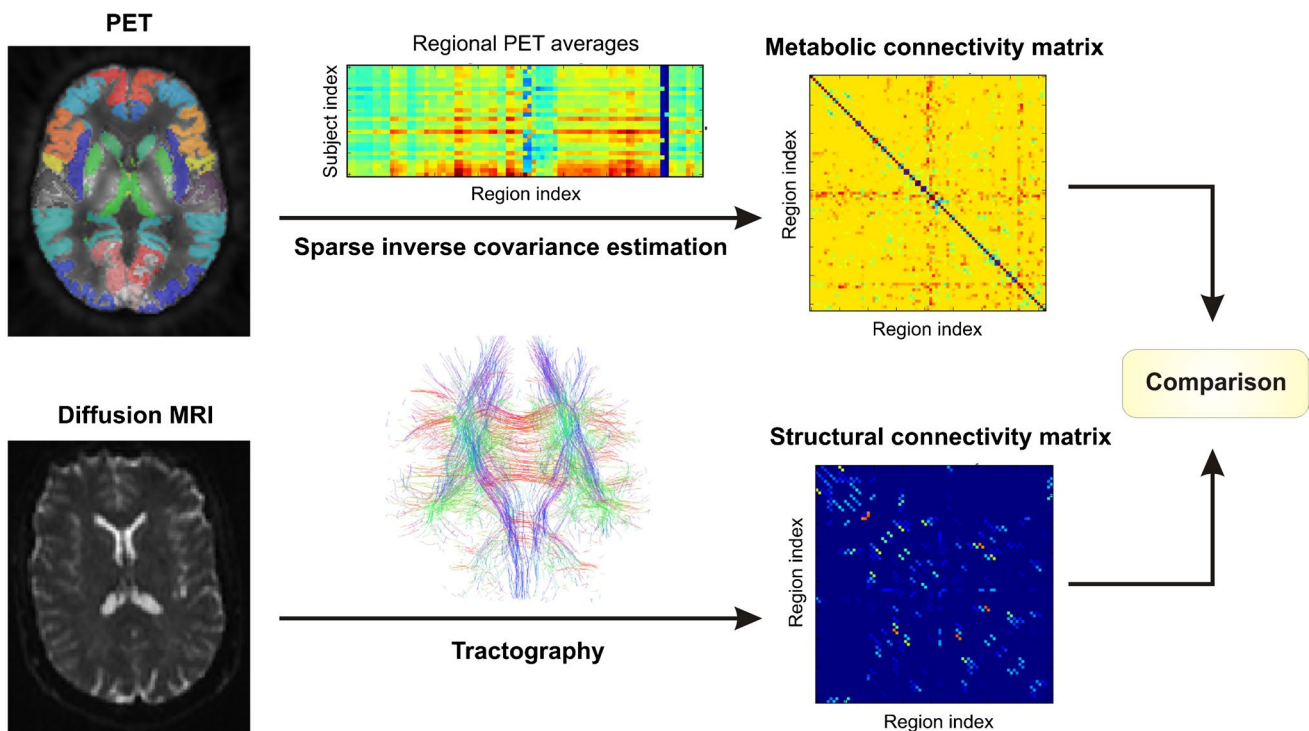 PET
Regional PET averages
Subject index
Region index
Sparse inverse covariance estimation
Metabolic connectivity matrix
Region index
Region index
Comparison
Diffusion MRI
Tractography
Structural connectivity matrix
Region index
Region index